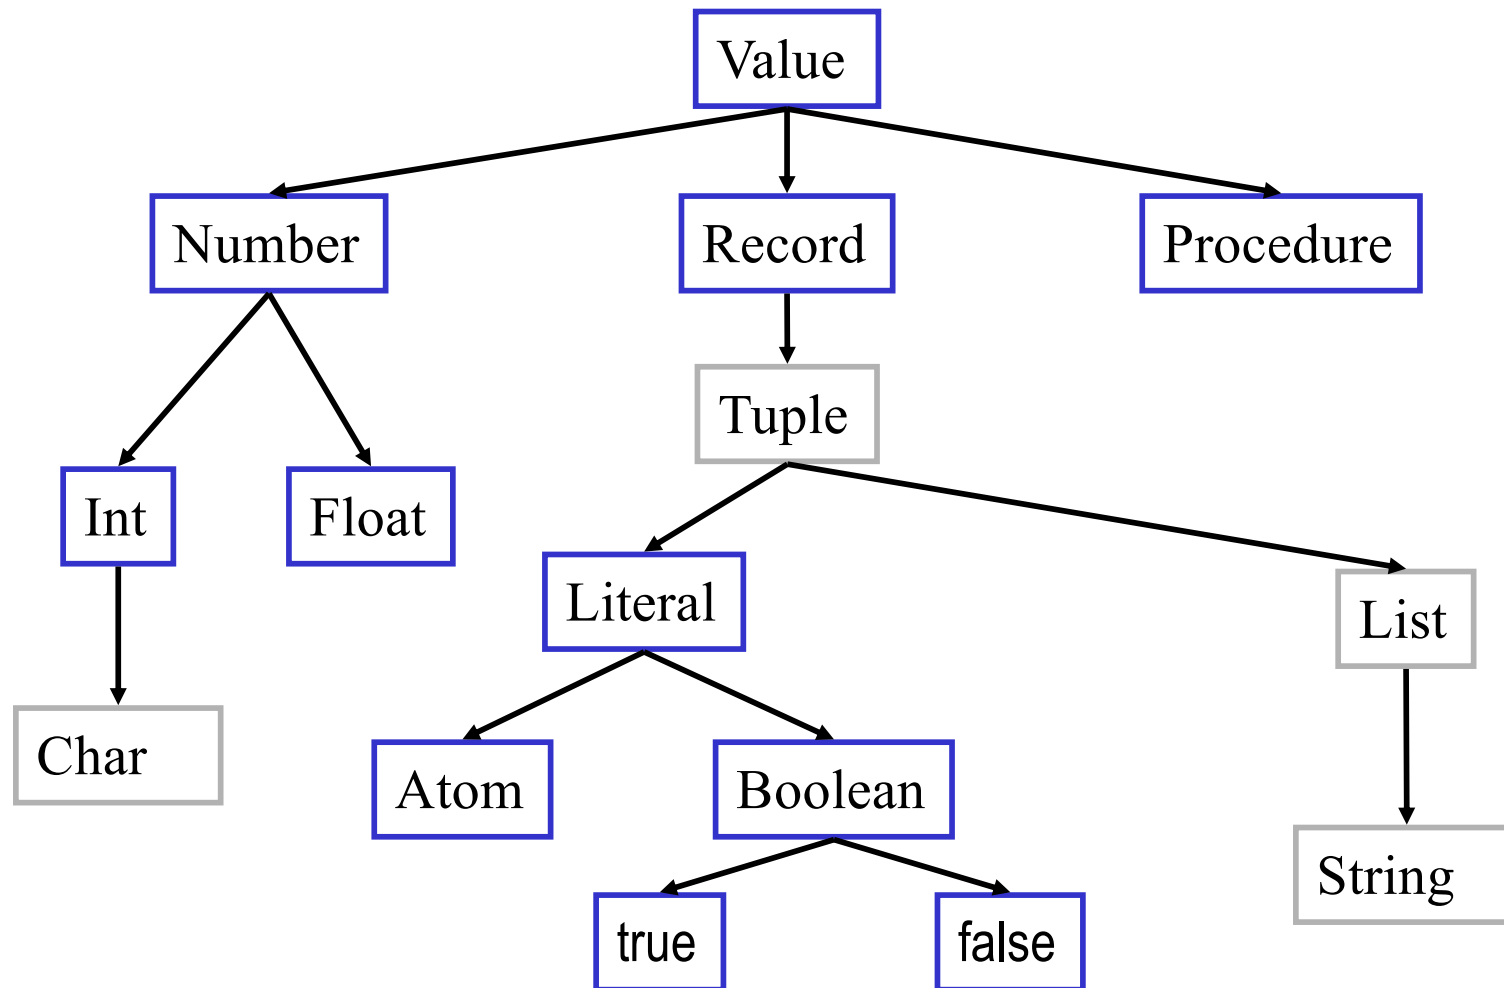 Value
Number
Record
Procedure
Tuple
Int
Float
Literal
List
Char
Atom
Boolean
String
true
false